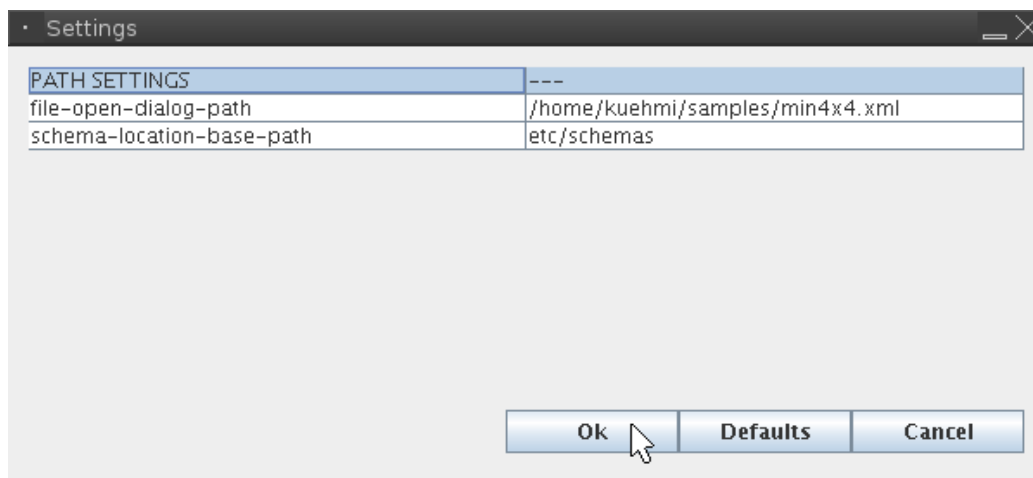 Settings
PATH SETTINGS ---
file-open-dialog-path /home/kuehmi/samples/min4x4.xml
schema-location-base-path etc/schemas
Ok Defaults Cancel